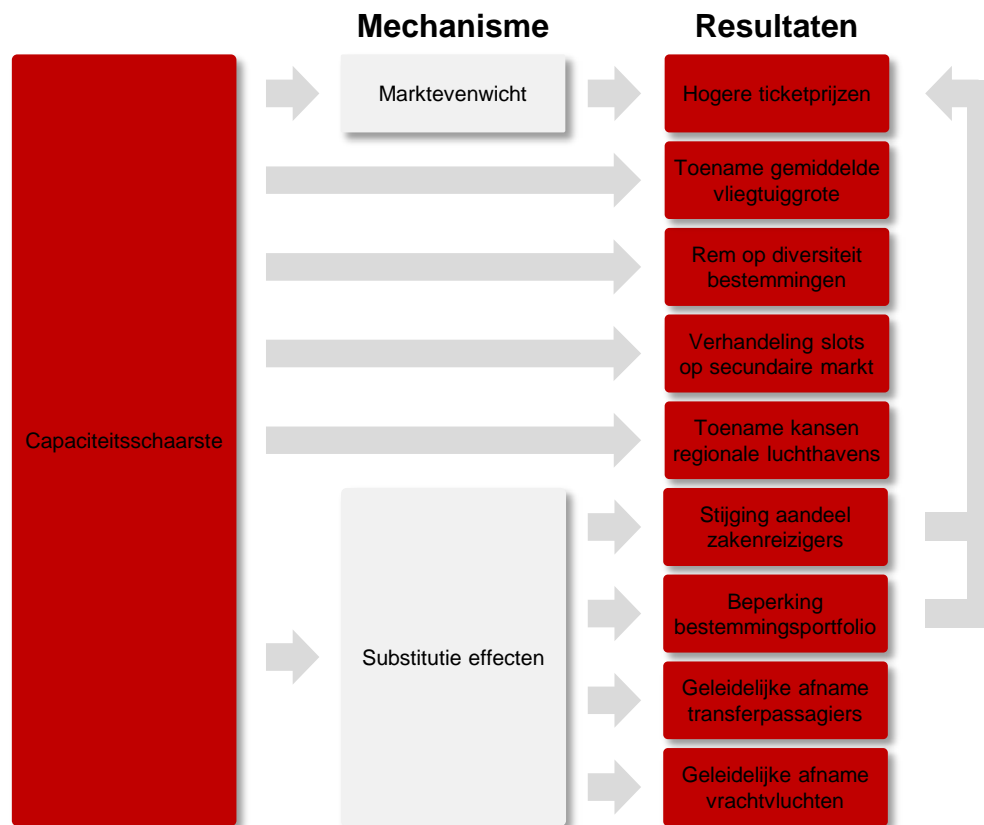 Mechanisme
Resultaten
Capaciteitsschaarste
Marktevenwicht
Hogere ticketprijzen
Toename gemiddelde
vliegtuiggrote
Rem op diversiteit
bestemmingen
Verhandeling slots
op secundaire markt
Toename kansen
regionale luchthavens
Substitutie effecten
Stijging aandeel
zakenreizigers
Beperking
bestemmingsportfolio
Geleidelijke afname
transferpassagiers
Geleidelijke afname
vrachtvluchten